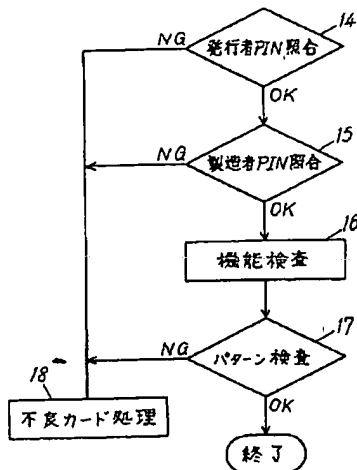 14
発行者PIN照合
NG
OK
15
製造者PIN照合
NG
OK
16
機能検査
17
パターン検査
NG
OK
18
不良カード処理
終了